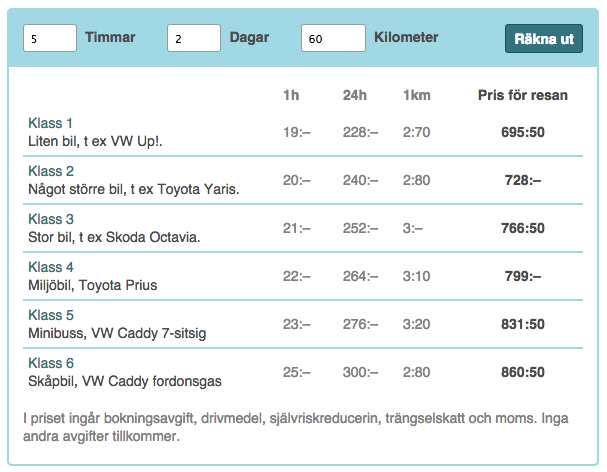 5 Timmar 2 Dagar 60 Kilometer Räkna ut
1h 24h 1km Pris för resan
Klass 1
Liten bil, t ex VW Up!. 19:– 228:– 2:70 695:50
Klass 2
Något större bil, t ex Toyota Yaris. 20:– 240:– 2:80 728:–
Klass 3
Stor bil, t ex Skoda Octavia. 21:– 252:– 3:– 766:50
Klass 4
Miljöbil, Toyota Prius 22:– 264:– 3:10 799:–
Klass 5
Minibuss, VW Caddy 7-sitsig 23:– 276:– 3:20 831:50
Klass 6
Skåpbil, VW Caddy fordonsgas 25:– 300:– 2:80 860:50
I priset ingår bokningsavgift, drivmedel, självriskreducerin, trängselskatt och moms. Inga
andra avgifter tillkommer.